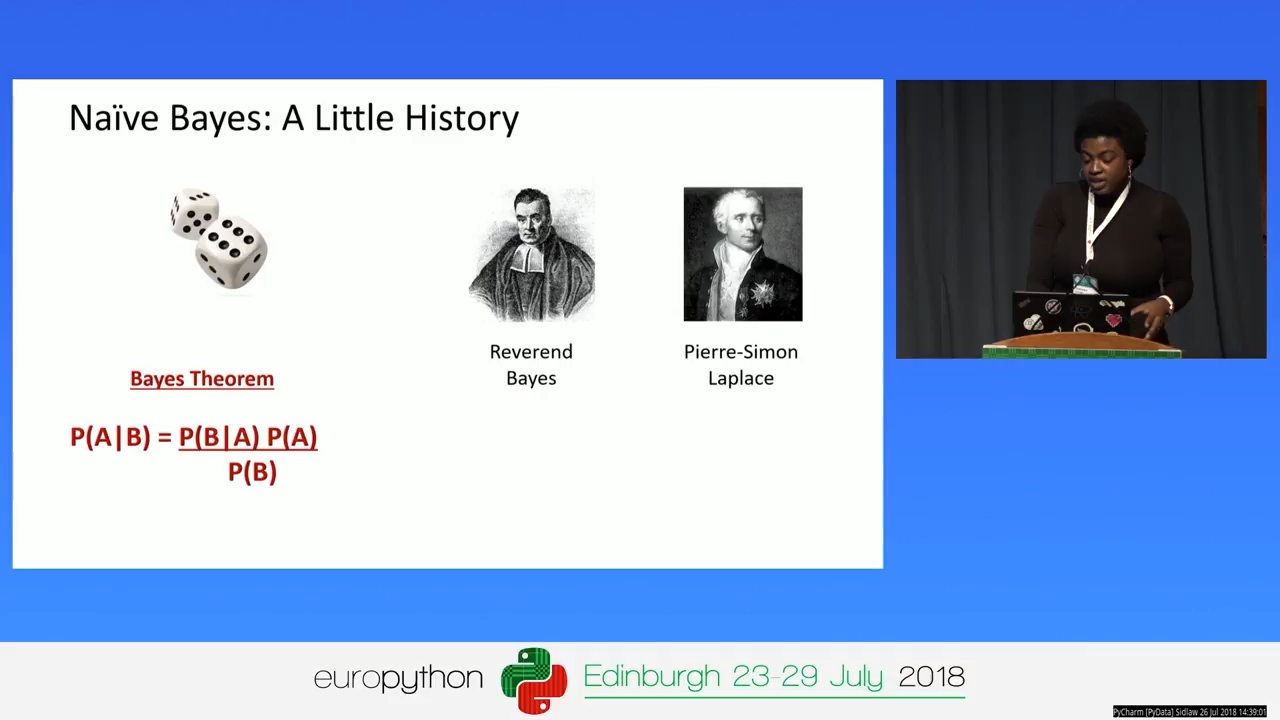 Naïve Bayes: A Little History
Reverend
Bayes
Pierre-Simon
Laplace
Bayes Theorem
P(A|B) = P(B|A) P(A)
P(B)
europython
Edinburgh 23-29 July 2018
PyCharm [PyData] Sidlaw 26 Jul 2018 14:39:01